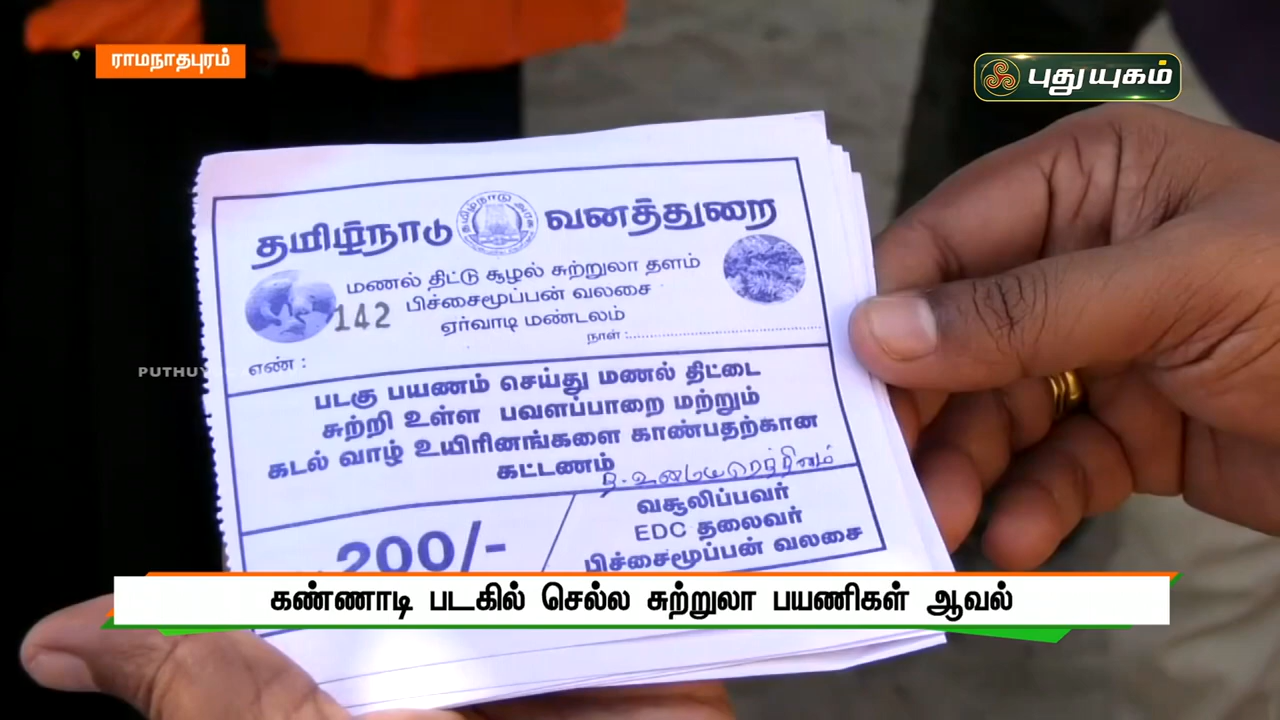 ராமநாதபுரம்
புதுயுகம்
தமிழ்நாடு வனத்துறை
மணல் திட்டு சூழல் சுற்றுலா தளம்
142 பிச்சைமூப்பன் வலசை
ஏர்வாடி மண்டலம்
நாள் :
எண் :
PUTHUY
படகு பயணம் செய்து மணல் திட்டை
சுற்றி உள்ள பவளப்பாறை மற்றும்
கடல் வாழ் உயிரினங்களை காண்பதற்கான
கட்டணம்
வசூலிப்பவர்
EDC தலைவர்
பிச்சைமூப்பன் வலசை
200/-
கண்ணாடி படகில் செல்ல சுற்றுலா பயணிகள் ஆவல்